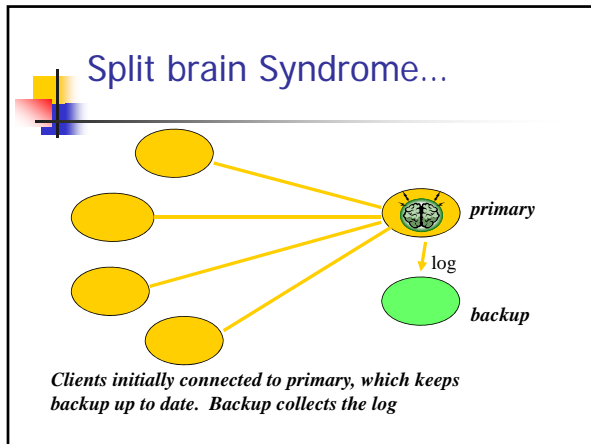 Split brain Syndrome...
primary
log
backup
Clients initially connected to primary, which keeps
backup up to date.  Backup collects the log